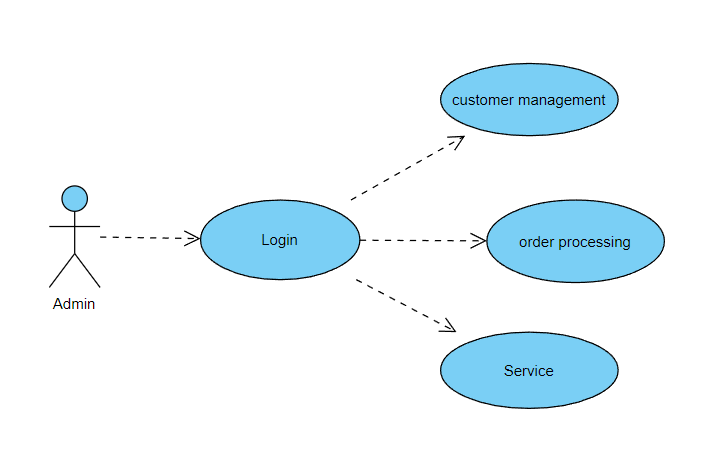 customer management
Login
order processing
Admin
Service